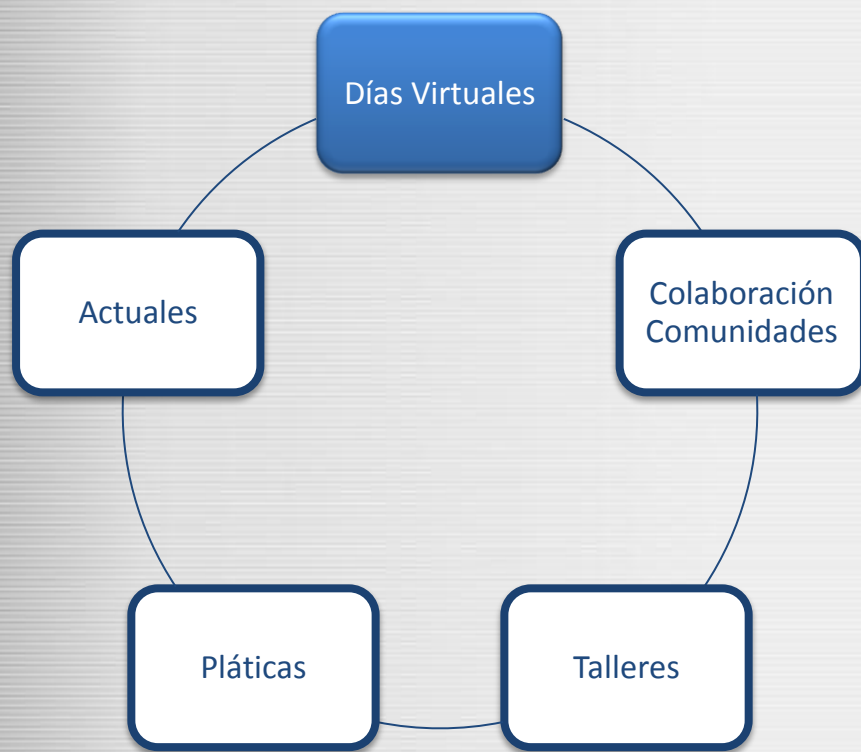 Días Virtuales
Colaboración
Comunidades
Talleres
Pláticas
Actuales